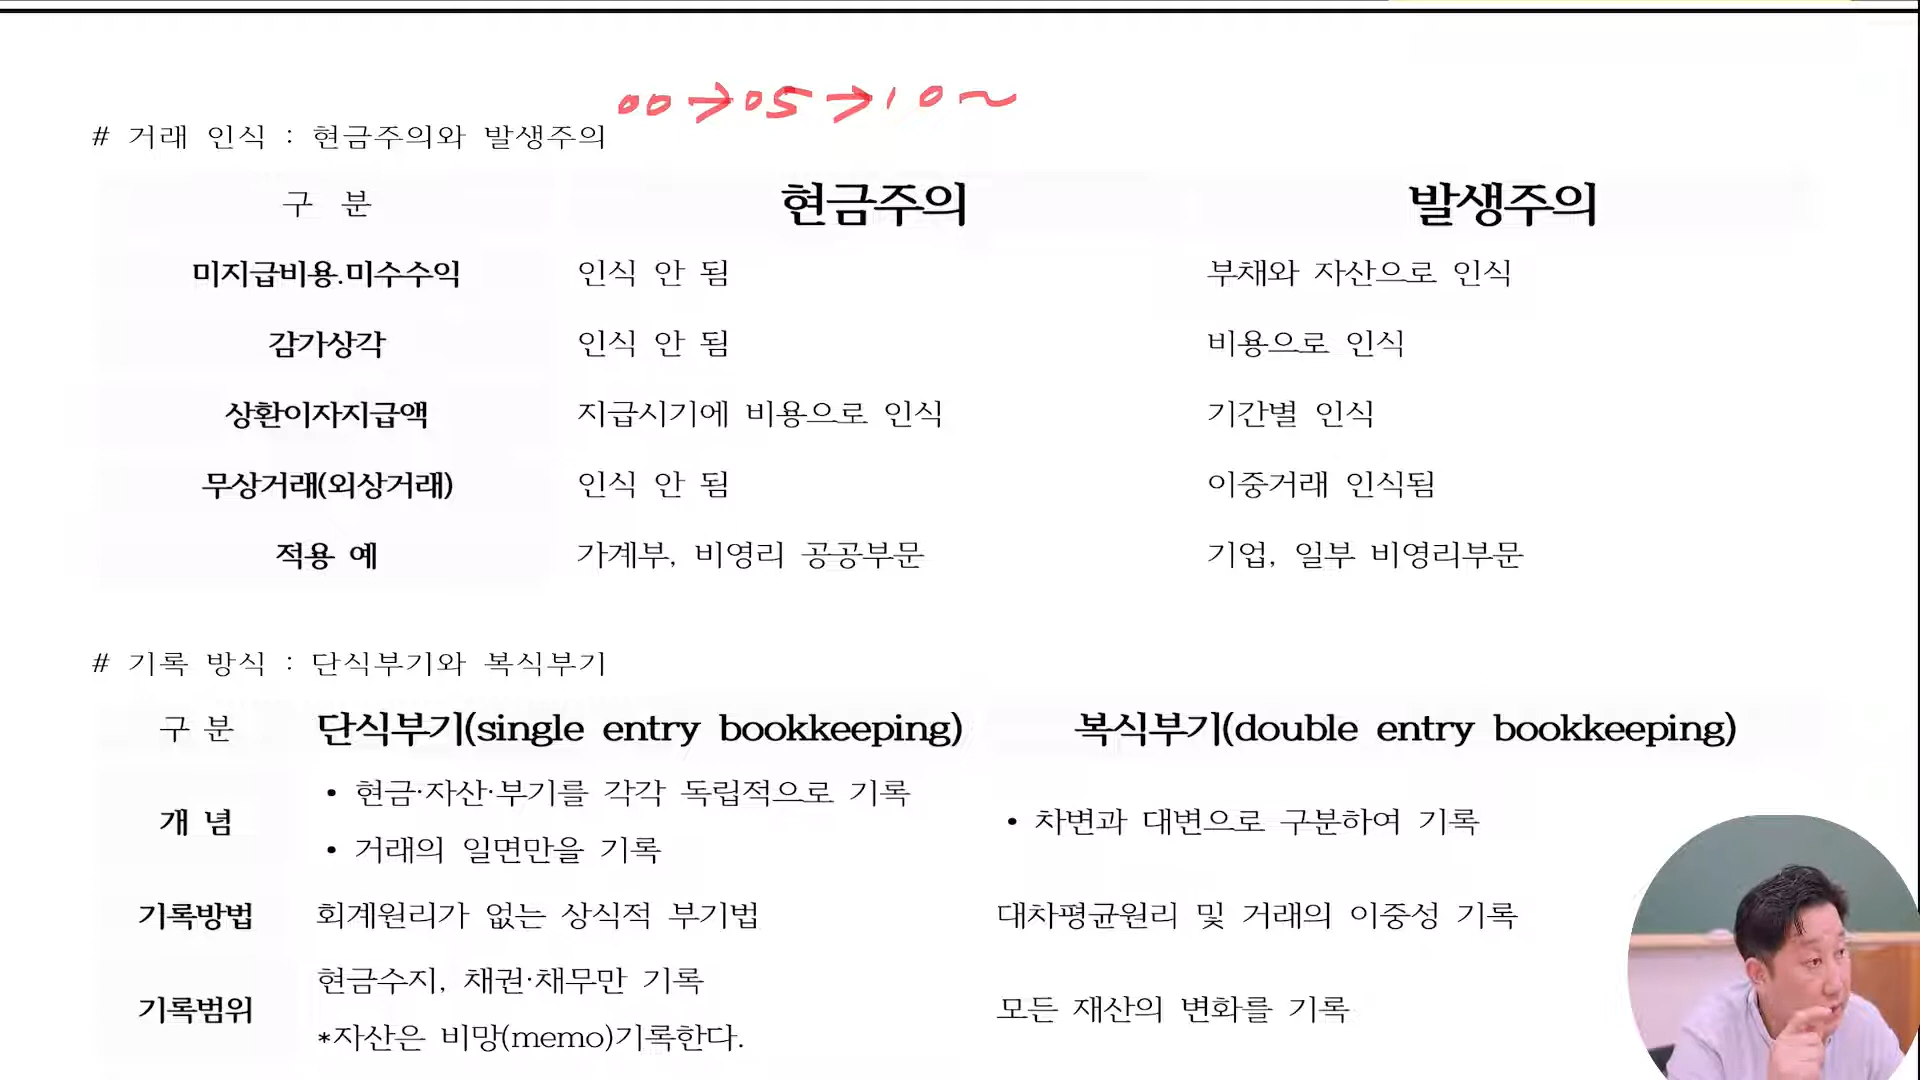 00→05→10~
# 거래 인식 : 현금주의와 발생주의
구 분 현금주의 발생주의
미지급비용.미수수익 인식 안 됨 부채와 자산으로 인식
감가상각 인식 안 됨 비용으로 인식
상환이자지급액 지급시기에 비용으로 인식 기간별 인식
무상거래(외상거래) 인식 안 됨 이중거래 인식됨
적용 예 가계부, 비영리 공공부문 기업, 일부 비영리부문
# 기록 방식 : 단식부기와 복식부기
구 분 단식부기(single entry bookkeeping) 복식부기(double entry bookkeeping)
개 념
• 현금·자산·부기를 각각 독립적으로 기록
• 거래의 일면만을 기록
• 차변과 대변으로 구분하여 기록
기록방법 회계원리가 없는 상식적 부기법 대차평균원리 및 거래의 이중성 기록
기록범위
현금수지, 채권·채무만 기록
*자산은 비망(memo)기록한다.
모든 재산의 변화를 기록